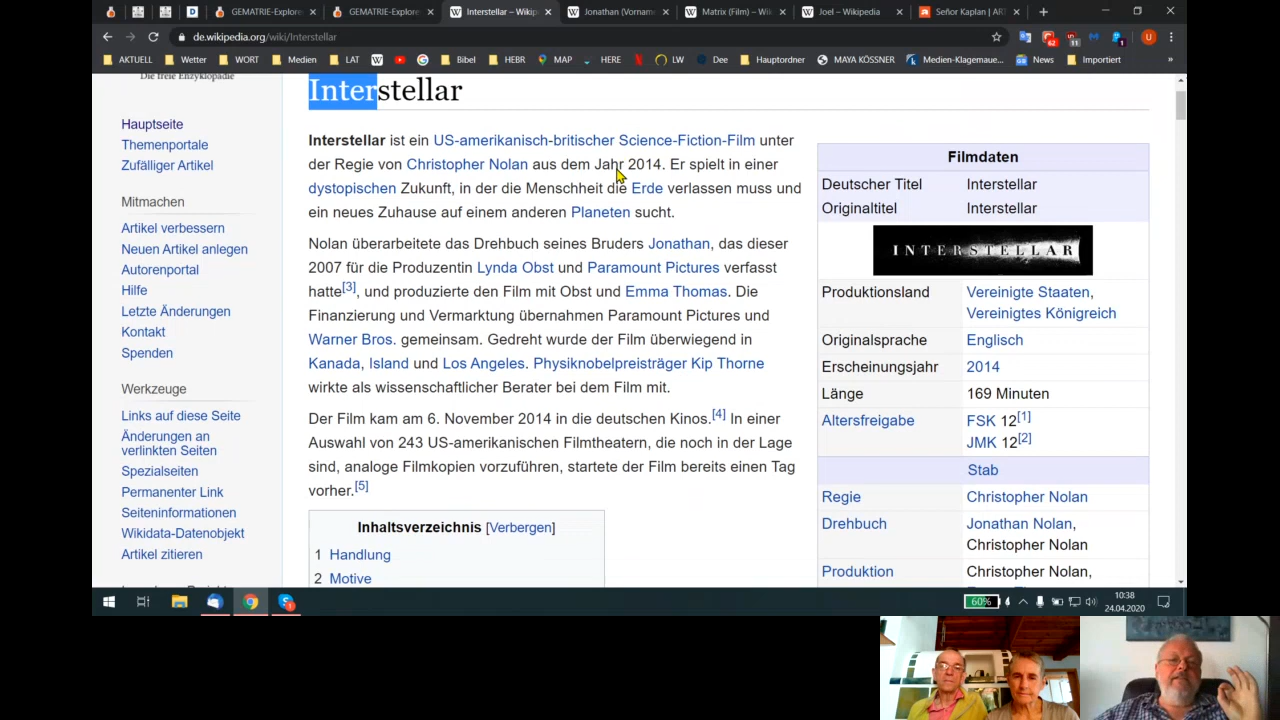 GEMATRIE-Explore
GEMATRIE-Explore
Interstellar – Wikip
Jonathan (Vorname
Matrix (Film) – Wik
Joel – Wikipedia
Señor Kaplan | AR
de.wikipedia.org/wiki/Interstellar
AKTUELL
Wetter
WORT
Medien
LAT
Bibel
HEBR
MAP
HERE
LW
Dee
Hauptordner
MAYA KÖSSNER
Medien-Klagemaue...
News
Importiert
Die freie Enzyklopädie
Hauptseite
Themenportale
Zufälliger Artikel
Mitmachen
Artikel verbessern
Neuen Artikel anlegen
Autorenportal
Hilfe
Letzte Änderungen
Kontakt
Spenden
Werkzeuge
Links auf diese Seite
Änderungen an
verlinkten Seiten
Spezialseiten
Permanenter Link
Seiteninformationen
Wikidata-Datenobjekt
Artikel zitieren
Interstellar
Interstellar ist ein US-amerikanisch-britischer Science-Fiction-Film unter
der Regie von Christopher Nolan aus dem Jahr 2014. Er spielt in einer
dystopischen Zukunft, in der die Menschheit die Erde verlassen muss und
ein neues Zuhause auf einem anderen Planeten sucht.
Nolan überarbeitete das Drehbuch seines Bruders Jonathan, das dieser
2007 für die Produzentin Lynda Obst und Paramount Pictures verfasst
hatte[3], und produzierte den Film mit Obst und Emma Thomas. Die
Finanzierung und Vermarktung übernahmen Paramount Pictures und
Warner Bros. gemeinsam. Gedreht wurde der Film überwiegend in
Kanada, Island und Los Angeles. Physiknobelpreisträger Kip Thorne
wirkte als wissenschaftlicher Berater bei dem Film mit.
Der Film kam am 6. November 2014 in die deutschen Kinos.[4] In einer
Auswahl von 243 US-amerikanischen Filmtheatern, die noch in der Lage
sind, analoge Filmkopien vorzuführen, startete der Film bereits einen Tag
vorher.[5]
Inhaltsverzeichnis [Verbergen]
1 Handlung
2 Motive
Filmdaten
Deutscher Titel Interstellar
Originaltitel Interstellar
INTERSTELLAR
Produktionsland Vereinigte Staaten,
Vereinigtes Königreich
Originalsprache Englisch
Erscheinungsjahr 2014
Länge 169 Minuten
Altersfreigabe FSK 12[1]
JMK 12[2]
Stab
Regie Christopher Nolan
Drehbuch Jonathan Nolan,
Christopher Nolan
Produktion Christopher Nolan,
60%
10:38
24.04.2020